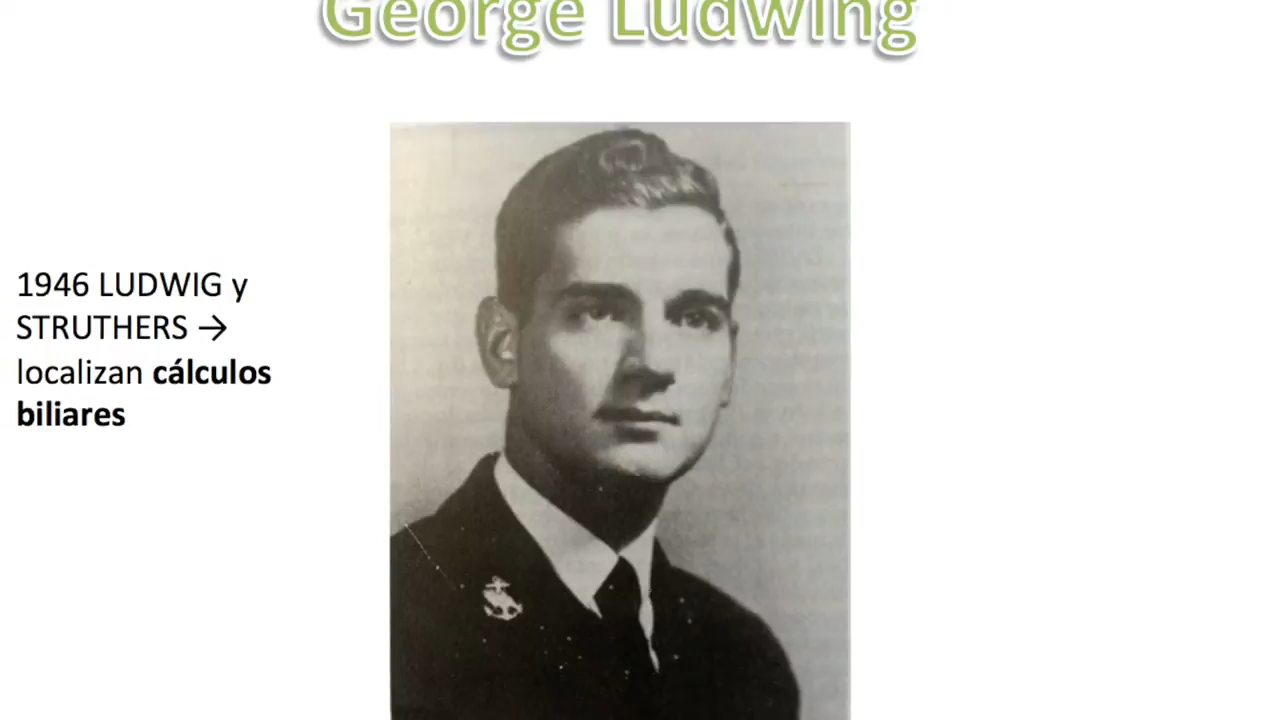 George Ludwing
1946 LUDWIG y
STRUTHERS →
localizan cálculos
biliares